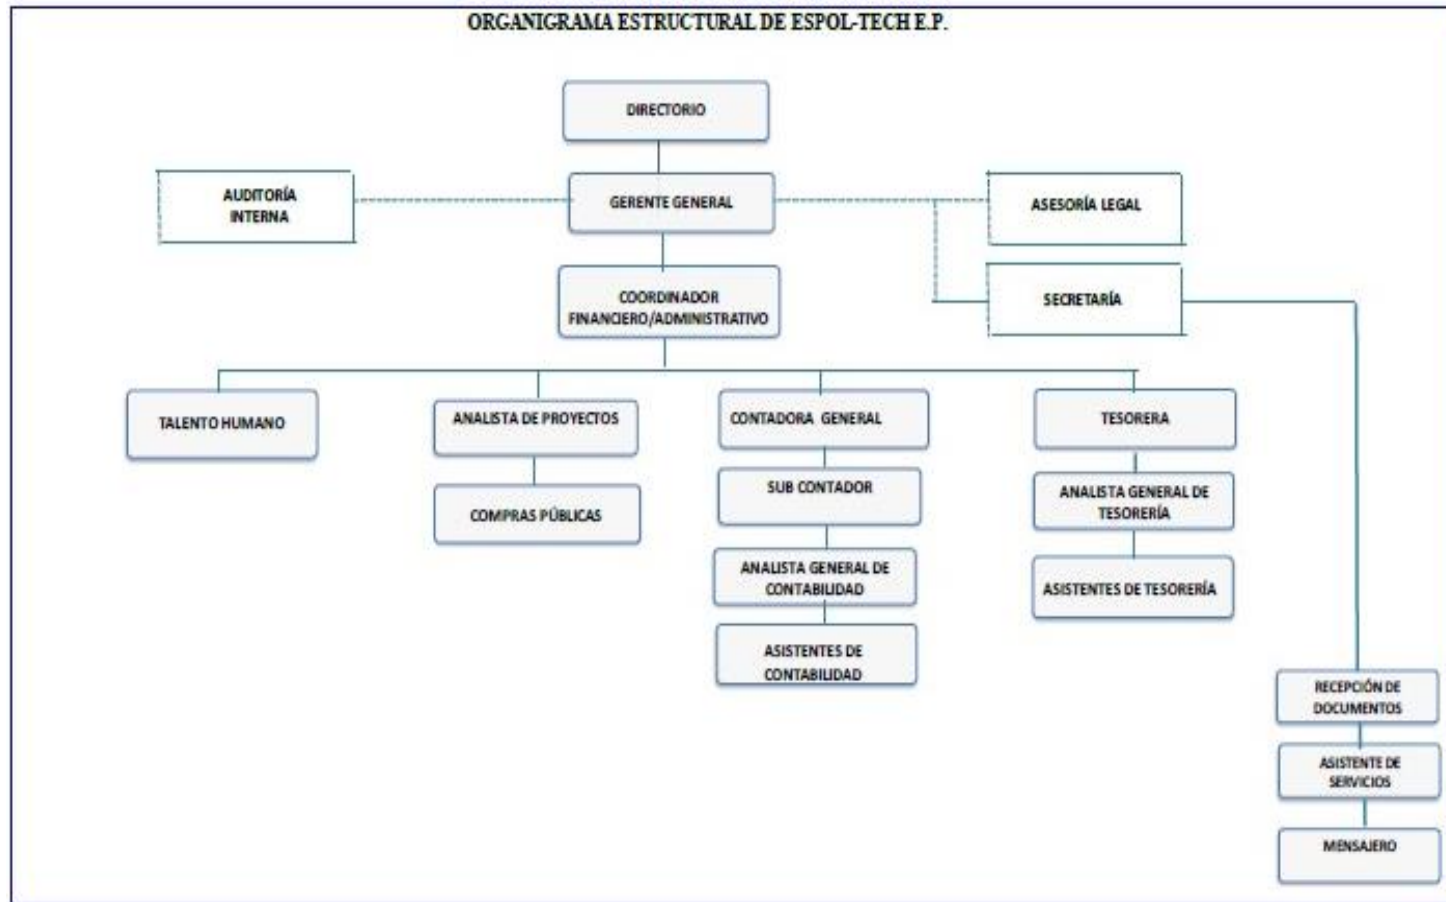 ORGANIGRAMA ESTRUCTURAL DE ESPOL-TECH E.P.
DIRECTORIO
AUDITORÍA
INTERNA
GERENTE GENERAL
ASESORÍA LEGAL
COORDINADOR
FINANCIERO/ADMINISTRATIVO
SECRETARÍA
TALENTO HUMANO
ANALISTA DE PROYECTOS
CONTADORA GENERAL
TESORERA
COMPRAS PÚBLICAS
SUB CONTADOR
ANALISTA GENERAL DE
TESORERÍA
ANALISTA GENERAL DE
CONTABILIDAD
ASISTENTES DE TESORERÍA
ASISTENTES DE
CONTABILIDAD
RECEPCIÓN DE
DOCUMENTOS
ASISTENTE DE
SERVICIOS
MENSAJERO